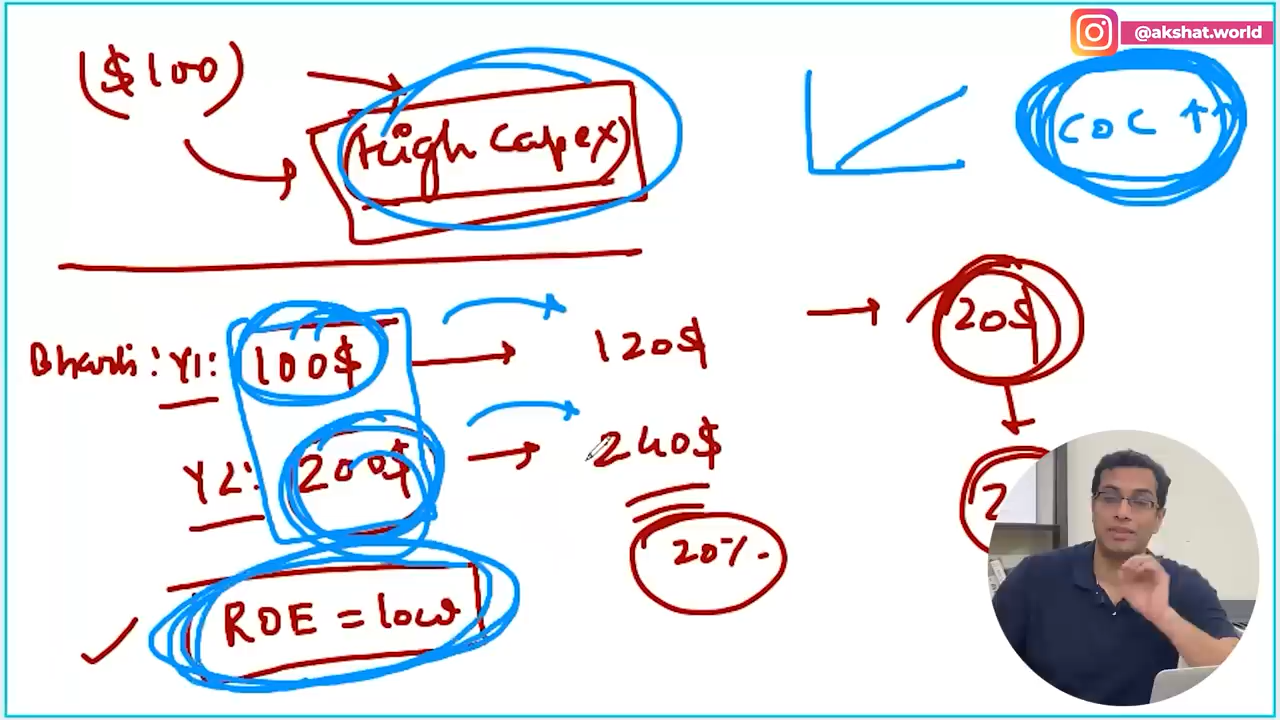 @akshat.world
($100)
(High Capex)
COC ↑↑
Bharti: Y1: 100$ → 120$ → 20$
Y2: 200$ → 240$
20%.
ROE = low